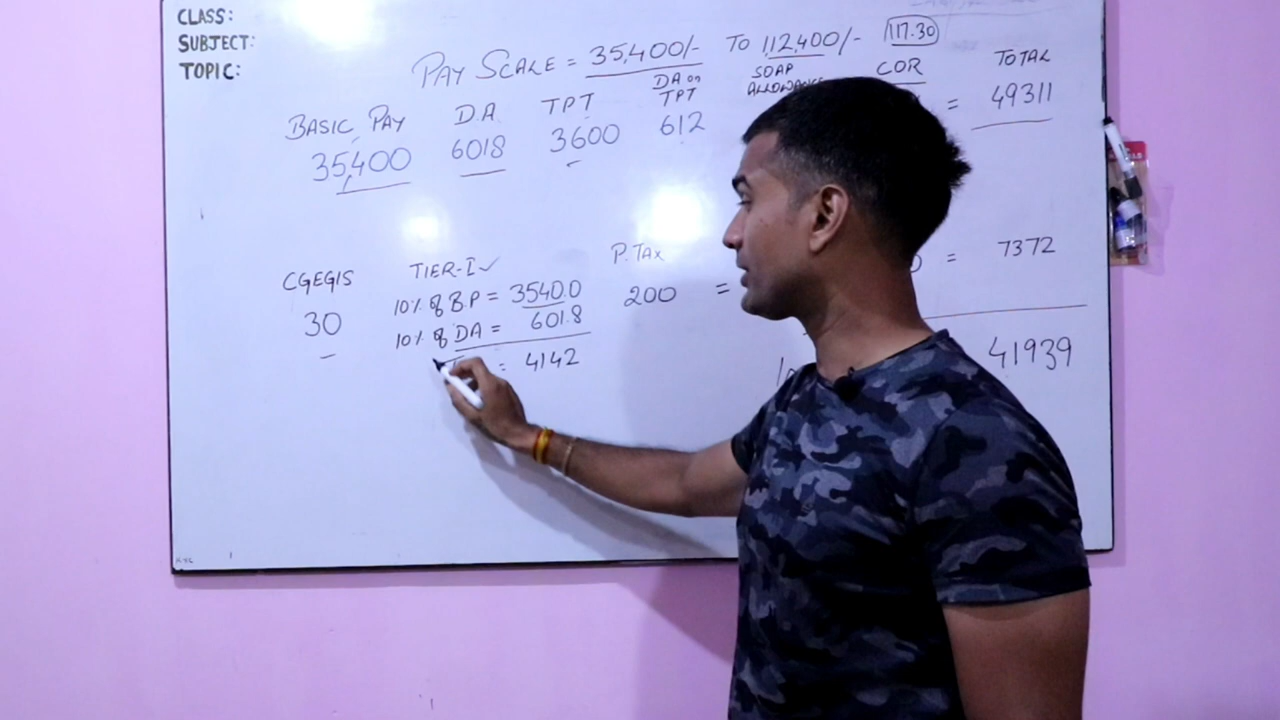 CLASS:
SUBJECT:
TOPIC:
PAY SCALE = 35,400/- TO 1,12,400/- 117.30
BASIC PAY D.A. TPT DA on TPT SOAP ALLOWANCE COR TOTAL
35,400 6018 3600 612 = 49311
CGEGIS TIER-I ✓ P.TAX
10% of B.P = 3540.0 200 = = 7372
30 10% of DA = 601.8
= 4142 41939